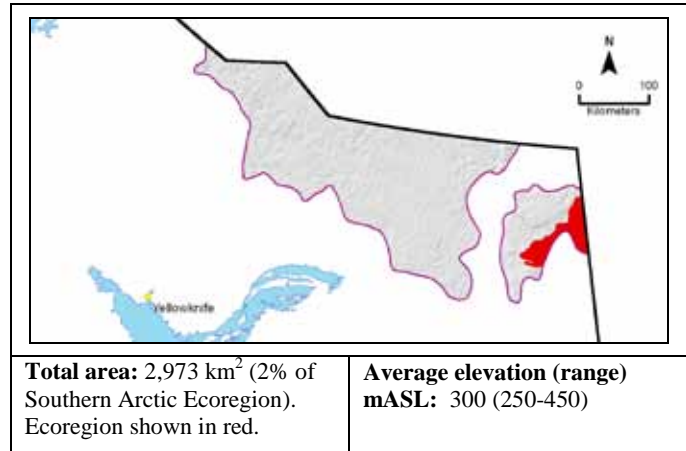 N
0 100
Kilometers
Yellowknife
Total area: 2,973 km² (2% of
Southern Arctic Ecoregion).
Ecoregion shown in red.
Average elevation (range)
mASL: 300 (250-450)